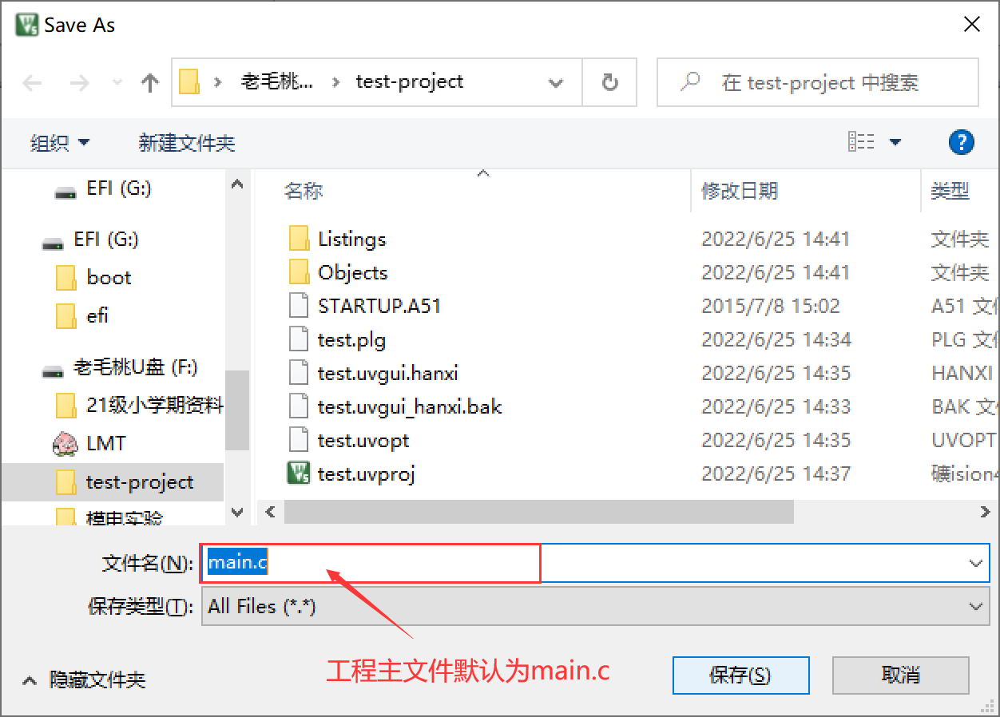 Save As
老毛桃... test-project
在 test-project 中搜索
组织 新建文件夹
EFI (G:)
EFI (G:)
boot
efi
老毛桃U盘 (F:)
21级小学期资料
LMT
test-project
模电实验
名称 修改日期 类型
Listings 2022/6/25 14:41 文件夹
Objects 2022/6/25 14:41 文件夹
STARTUP.A51 2015/7/8 15:02 A51 文件
test.plg 2022/6/25 14:34 PLG 文件
test.uvgui.hanxi 2022/6/25 14:35 HANXI
test.uvgui_hanxi.bak 2022/6/25 14:33 BAK 文件
test.uvopt 2022/6/25 14:35 UVOPT
test.uvproj 2022/6/25 14:37 礦ision4
文件名(N): main.c
保存类型(T): All Files (*.*)
工程主文件默认为main.c
隐藏文件夹 保存(S) 取消